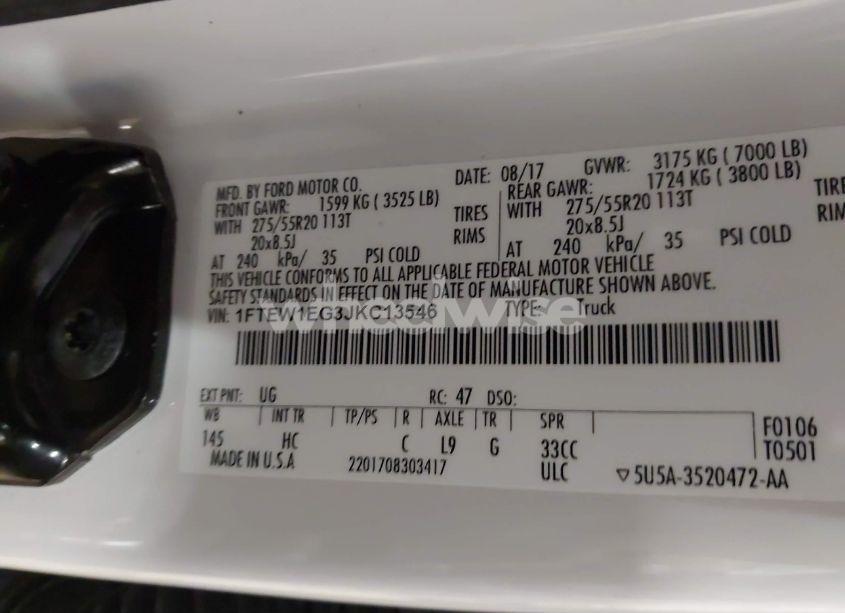 MFD. BY FORD MOTOR CO. DATE: 08/17 GVWR: 3175 KG ( 7000 LB)
FRONT GAWR: 1599 KG ( 3525 LB) REAR GAWR: 1724 KG ( 3800 LB)
WITH 275/55R20 113T TIRES WITH 275/55R20 113T TIRE
20x8.5J RIMS 20x8.5J RIM
AT 240 kPa/ 35 PSI COLD AT 240 kPa/ 35 PSI COLD
THIS VEHICLE CONFORMS TO ALL APPLICABLE FEDERAL MOTOR VEHICLE
SAFETY STANDARDS IN EFFECT ON THE DATE OF MANUFACTURE SHOWN ABOVE.
VIN: 1FTEW1EG3JKC13546 TYPE: Truck
wheelwise
EXT PNT: UG RC: 47 DSO:
WB INT TR TP/PS R AXLE TR SPR F0106
145 HC C L9 G 33CC T0501
MADE IN U.S.A 2201708303417 ULC ▽5U5A-3520472-AA